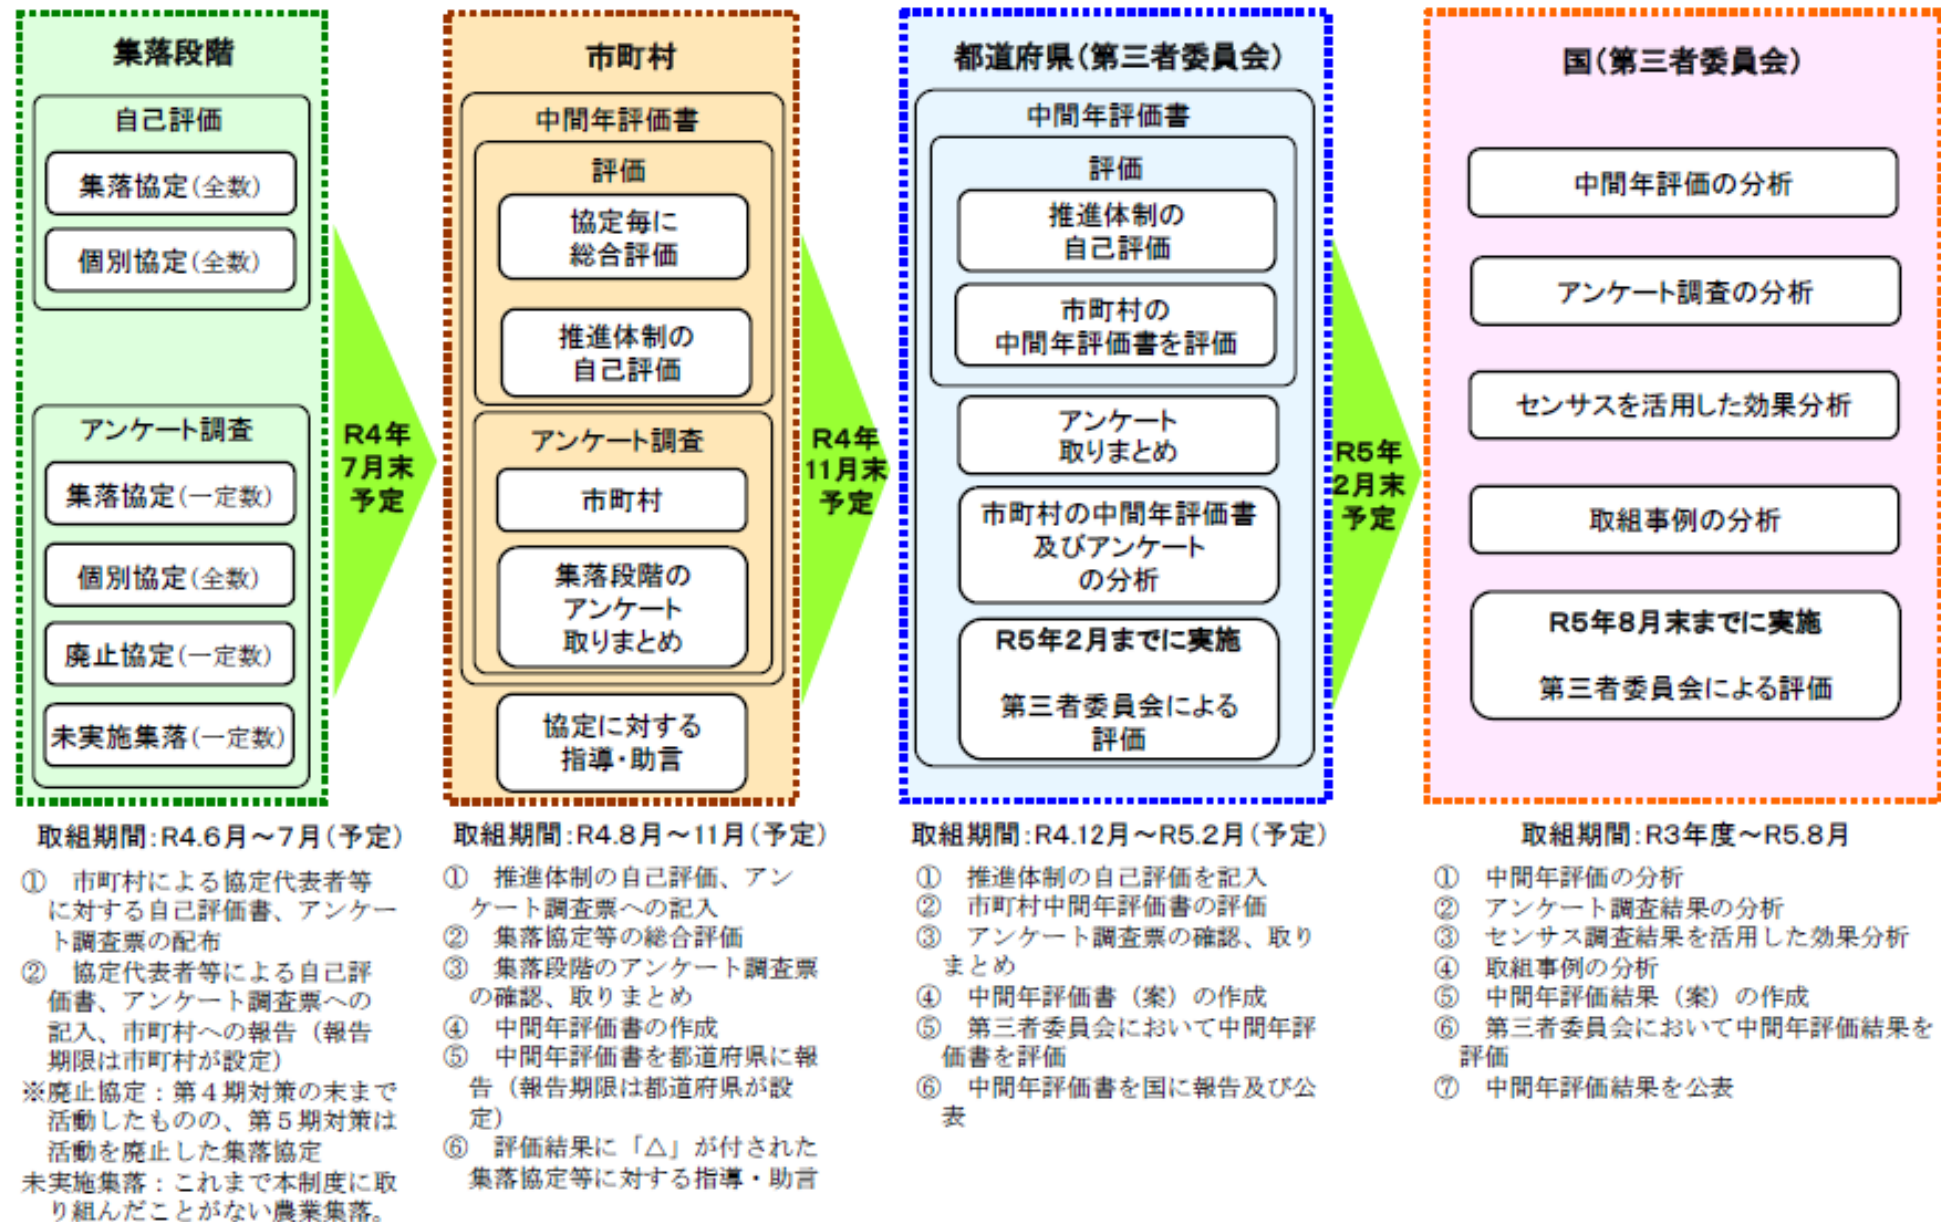 集落段階
自己評価
集落協定(全数)
個別協定(全数)
アンケート調査
集落協定(一定数)
個別協定(全数)
廃止協定(一定数)
未実施集落(一定数)
R4年
7月末
予定
市町村
中間年評価書
評価
協定毎に
総合評価
推進体制の
自己評価
アンケート調査
市町村
集落段階の
アンケート
取りまとめ
協定に対する
指導・助言
R4年
11月末
予定
都道府県(第三者委員会)
中間年評価書
評価
推進体制の
自己評価
市町村の
中間年評価書を評価
アンケート
取りまとめ
市町村の中間年評価書
及びアンケート
の分析
R5年2月までに実施
第三者委員会による
評価
R5年
2月末
予定
国(第三者委員会)
中間年評価の分析
アンケート調査の分析
センサスを活用した効果分析
取組事例の分析
R5年8月末までに実施
第三者委員会による評価
取組期間:R4.6月～7月(予定)
① 市町村による協定代表者等
に対する自己評価書、アンケー
ト調査票の配布
② 協定代表者等による自己評
価書、アンケート調査票への
記入、市町村への報告（報告
期限は市町村が設定）
※廃止協定：第４期対策の末まで
活動したものの、第５期対策は
活動を廃止した集落協定
未実施集落：これまで本制度に取
り組んだことがない農業集落。
取組期間:R4.8月～11月(予定)
① 推進体制の自己評価、アン
ケート調査票への記入
② 集落協定等の総合評価
③ 集落段階のアンケート調査票
の確認、取りまとめ
④ 中間年評価書の作成
⑤ 中間年評価書を都道府県に報
告（報告期限は都道府県が設
定）
⑥ 評価結果に「△」が付された
集落協定等に対する指導・助言
取組期間:R4.12月～R5.2月(予定)
① 推進体制の自己評価を記入
② 市町村中間年評価書の評価
③ アンケート調査票の確認、取り
まとめ
④ 中間年評価書（案）の作成
⑤ 第三者委員会において中間年評
価書を評価
⑥ 中間年評価書を国に報告及び公
表
取組期間:R3年度～R5.8月
① 中間年評価の分析
② アンケート調査結果の分析
③ センサス調査結果を活用した効果分析
④ 取組事例の分析
⑤ 中間年評価結果（案）の作成
⑥ 第三者委員会において中間年評価結果を
評価
⑦ 中間年評価結果を公表